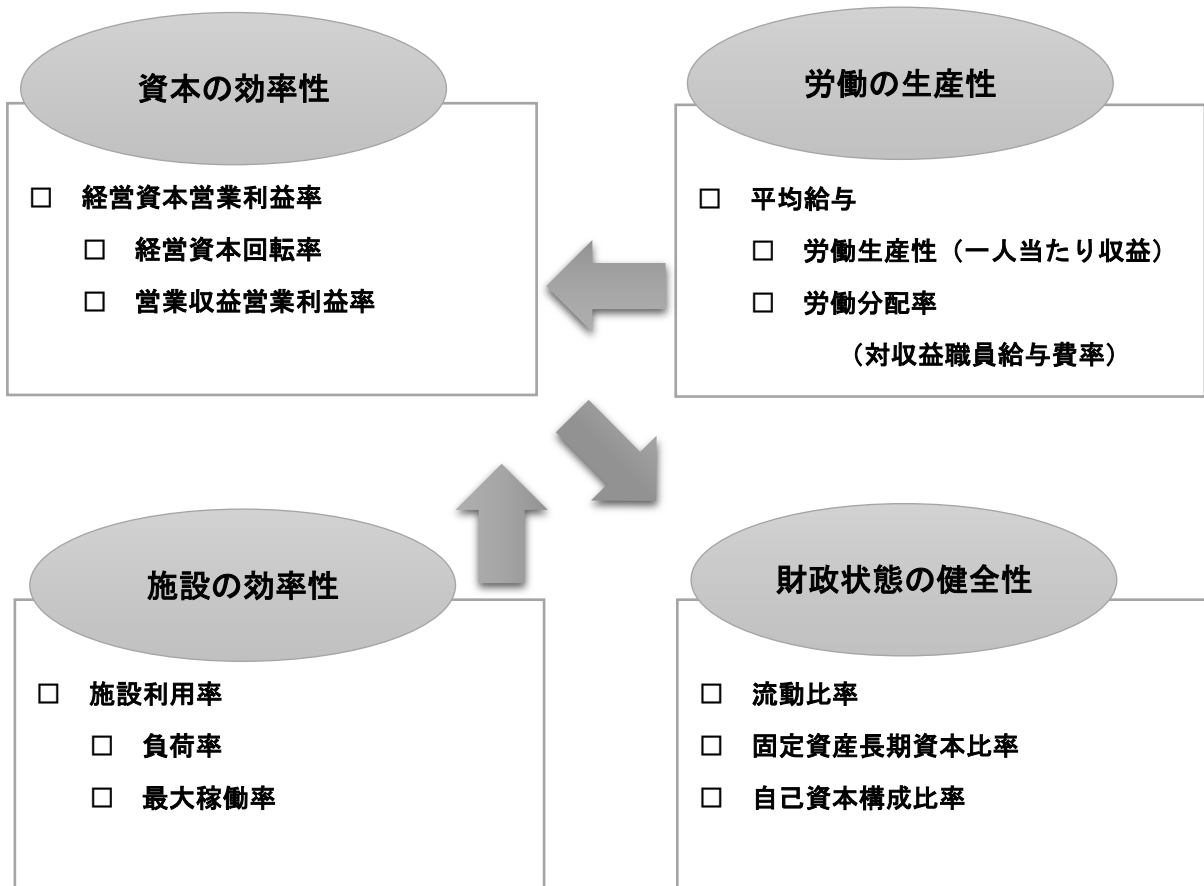 資本の効率性
□ 経営資本営業利益率
□ 経営資本回転率
□ 営業収益営業利益率
労働の生産性
□ 平均給与
□ 労働生産性（一人当たり収益）
□ 労働分配率
（対収益職員給与費率）
施設の効率性
□ 施設利用率
□ 負荷率
□ 最大稼働率
財政状態の健全性
□ 流動比率
□ 固定資産長期資本比率
□ 自己資本構成比率